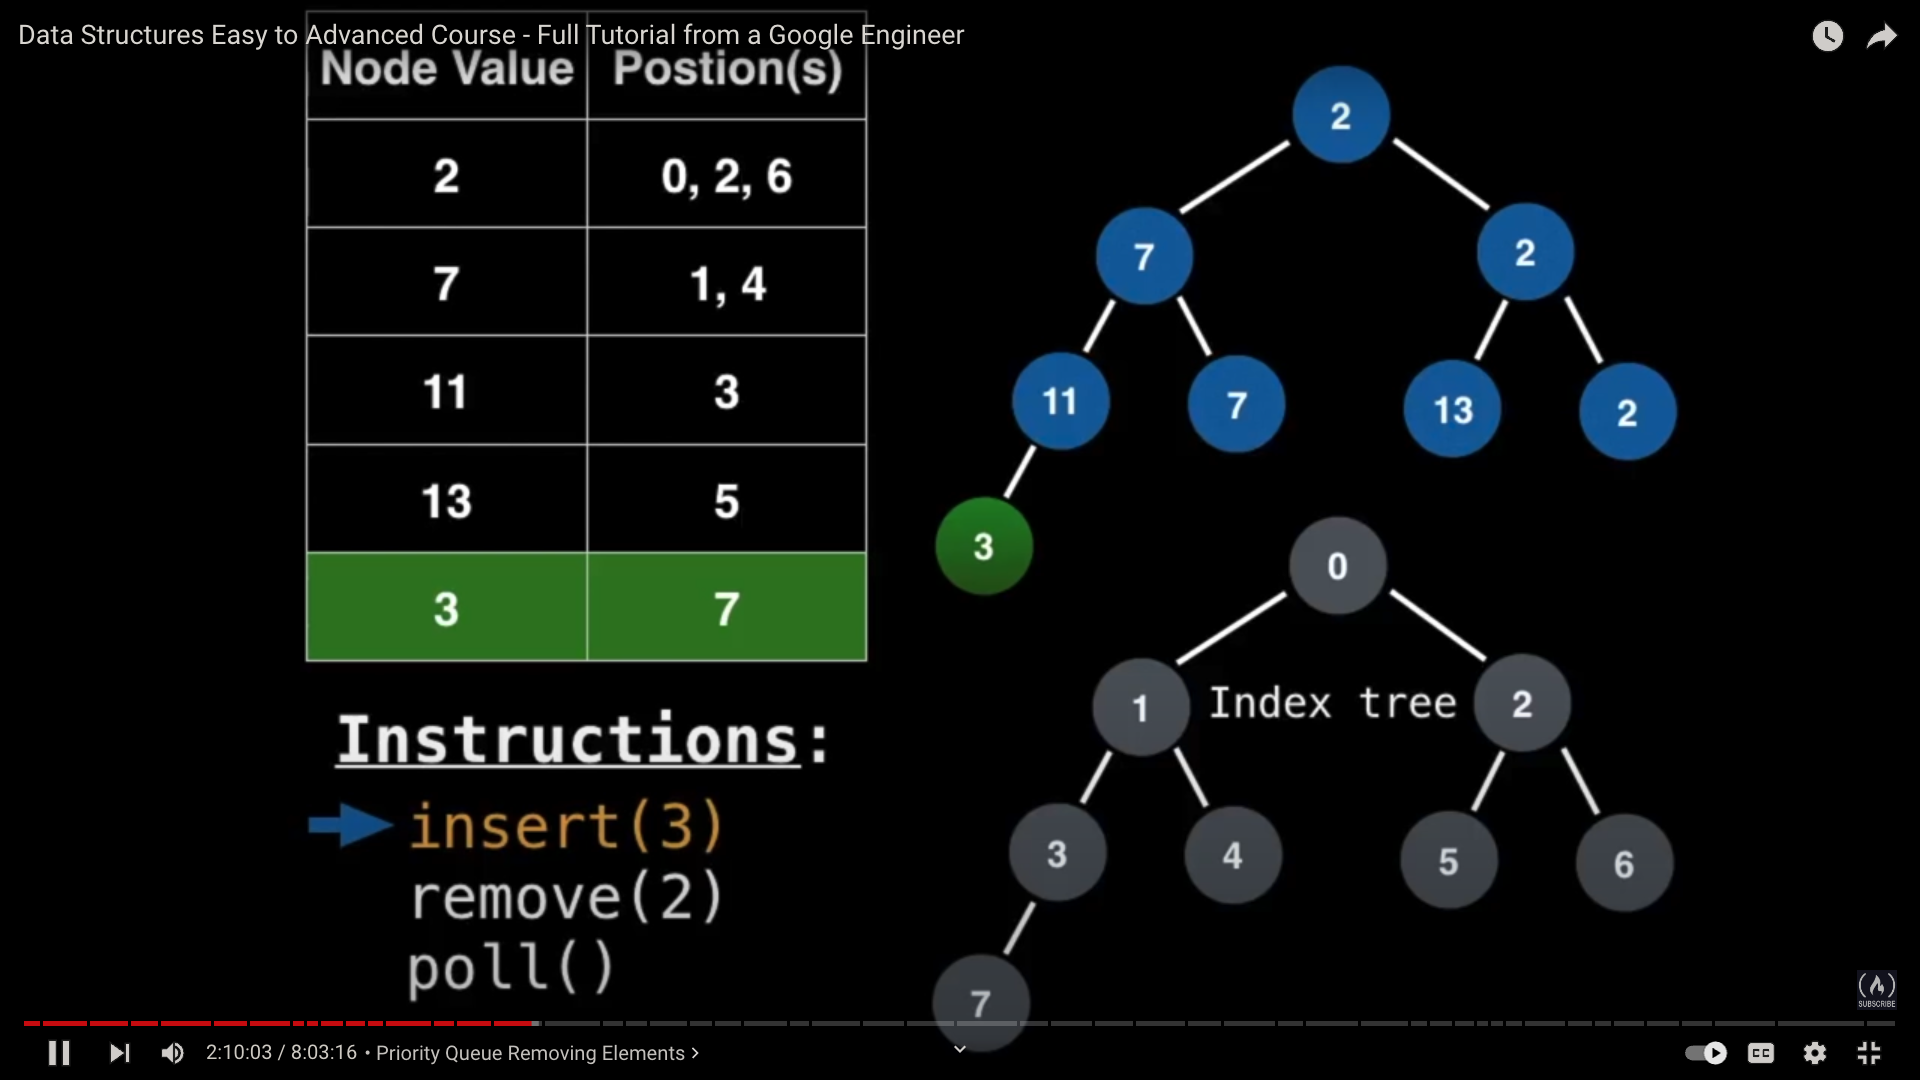 Data Structures Easy to Advanced Course - Full Tutorial from a Google Engineer
Node Value Postion(s)
2 0, 2, 6
7 1, 4
11 3
13 5
3 7
Instructions:
insert(3)
remove(2)
poll()
2
7 2
11 7 13 2
3
0
1 Index tree 2
3 4 5 6
7
SUBSCRIBE
2:10:03 / 8:03:16 • Priority Queue Removing Elements
CC